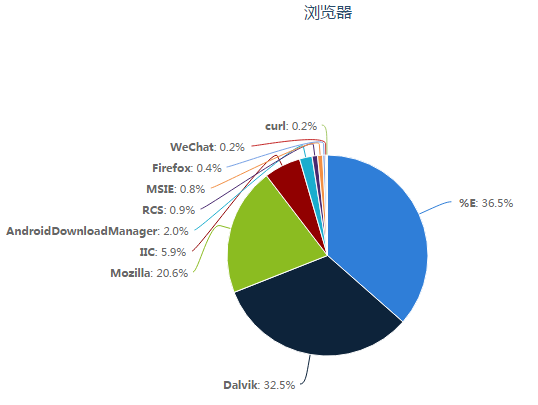 浏览器
curl: 0.2%
WeChat: 0.2%
Firefox: 0.4%
MSIE: 0.8%
RCS: 0.9%
AndroidDownloadManager: 2.0%
IIC: 5.9%
Mozilla: 20.6%
%E: 36.5%
Dalvik: 32.5%